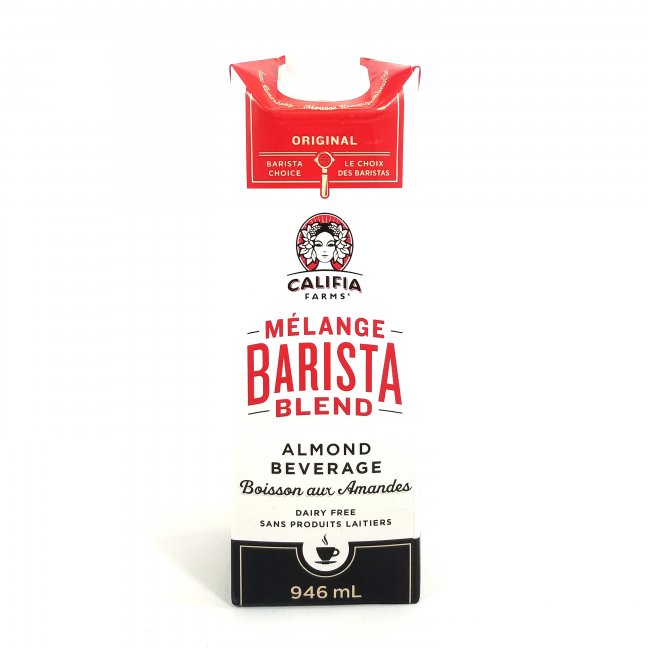 Mousse
ORIGINAL
BARISTA CHOICE
LE CHOIX DES BARISTAS
CALIFIA
FARMS
MÉLANGE
BARISTA
BLEND
ALMOND
BEVERAGE
Boisson aux Amandes
DAIRY FREE
SANS PRODUITS LAITIERS
946 mL